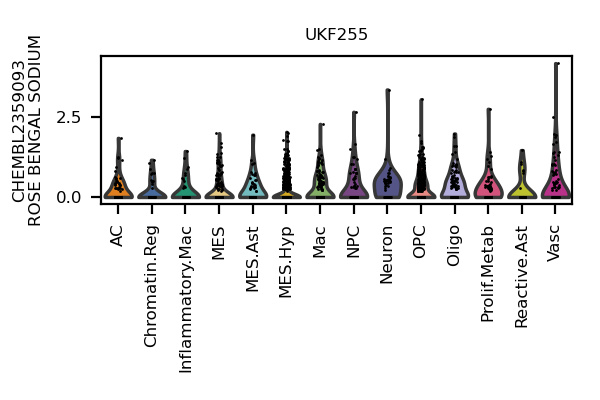 UKF255
CHEMBL2359093
ROSE BENGAL SODIUM
2.5
0.0
AC
Chromatin.Reg
Inflammatory.Mac
MES
MES.Ast
MES.Hyp
Mac
NPC
Neuron
OPC
Oligo
Prolif.Metab
Reactive.Ast
Vasc